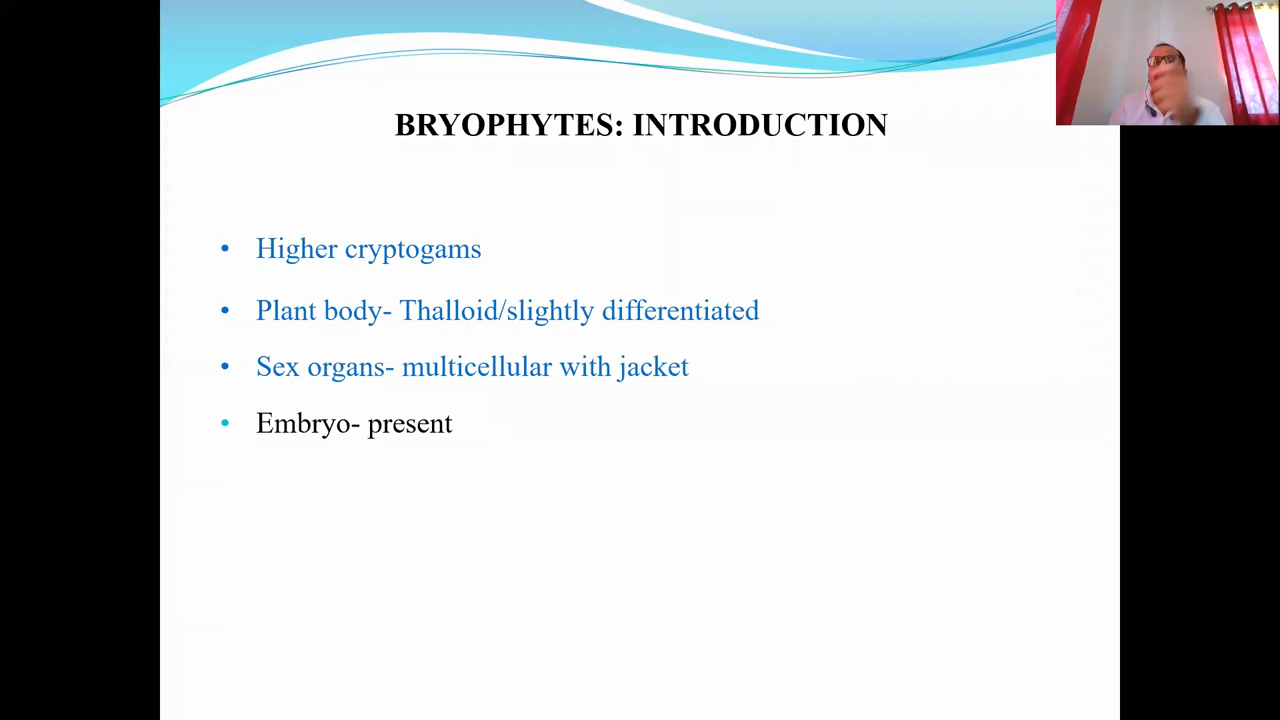 BRYOPHYTES: INTRODUCTION
• Higher cryptogams
• Plant body- Thalloid/slightly differentiated
• Sex organs- multicellular with jacket
• Embryo- present